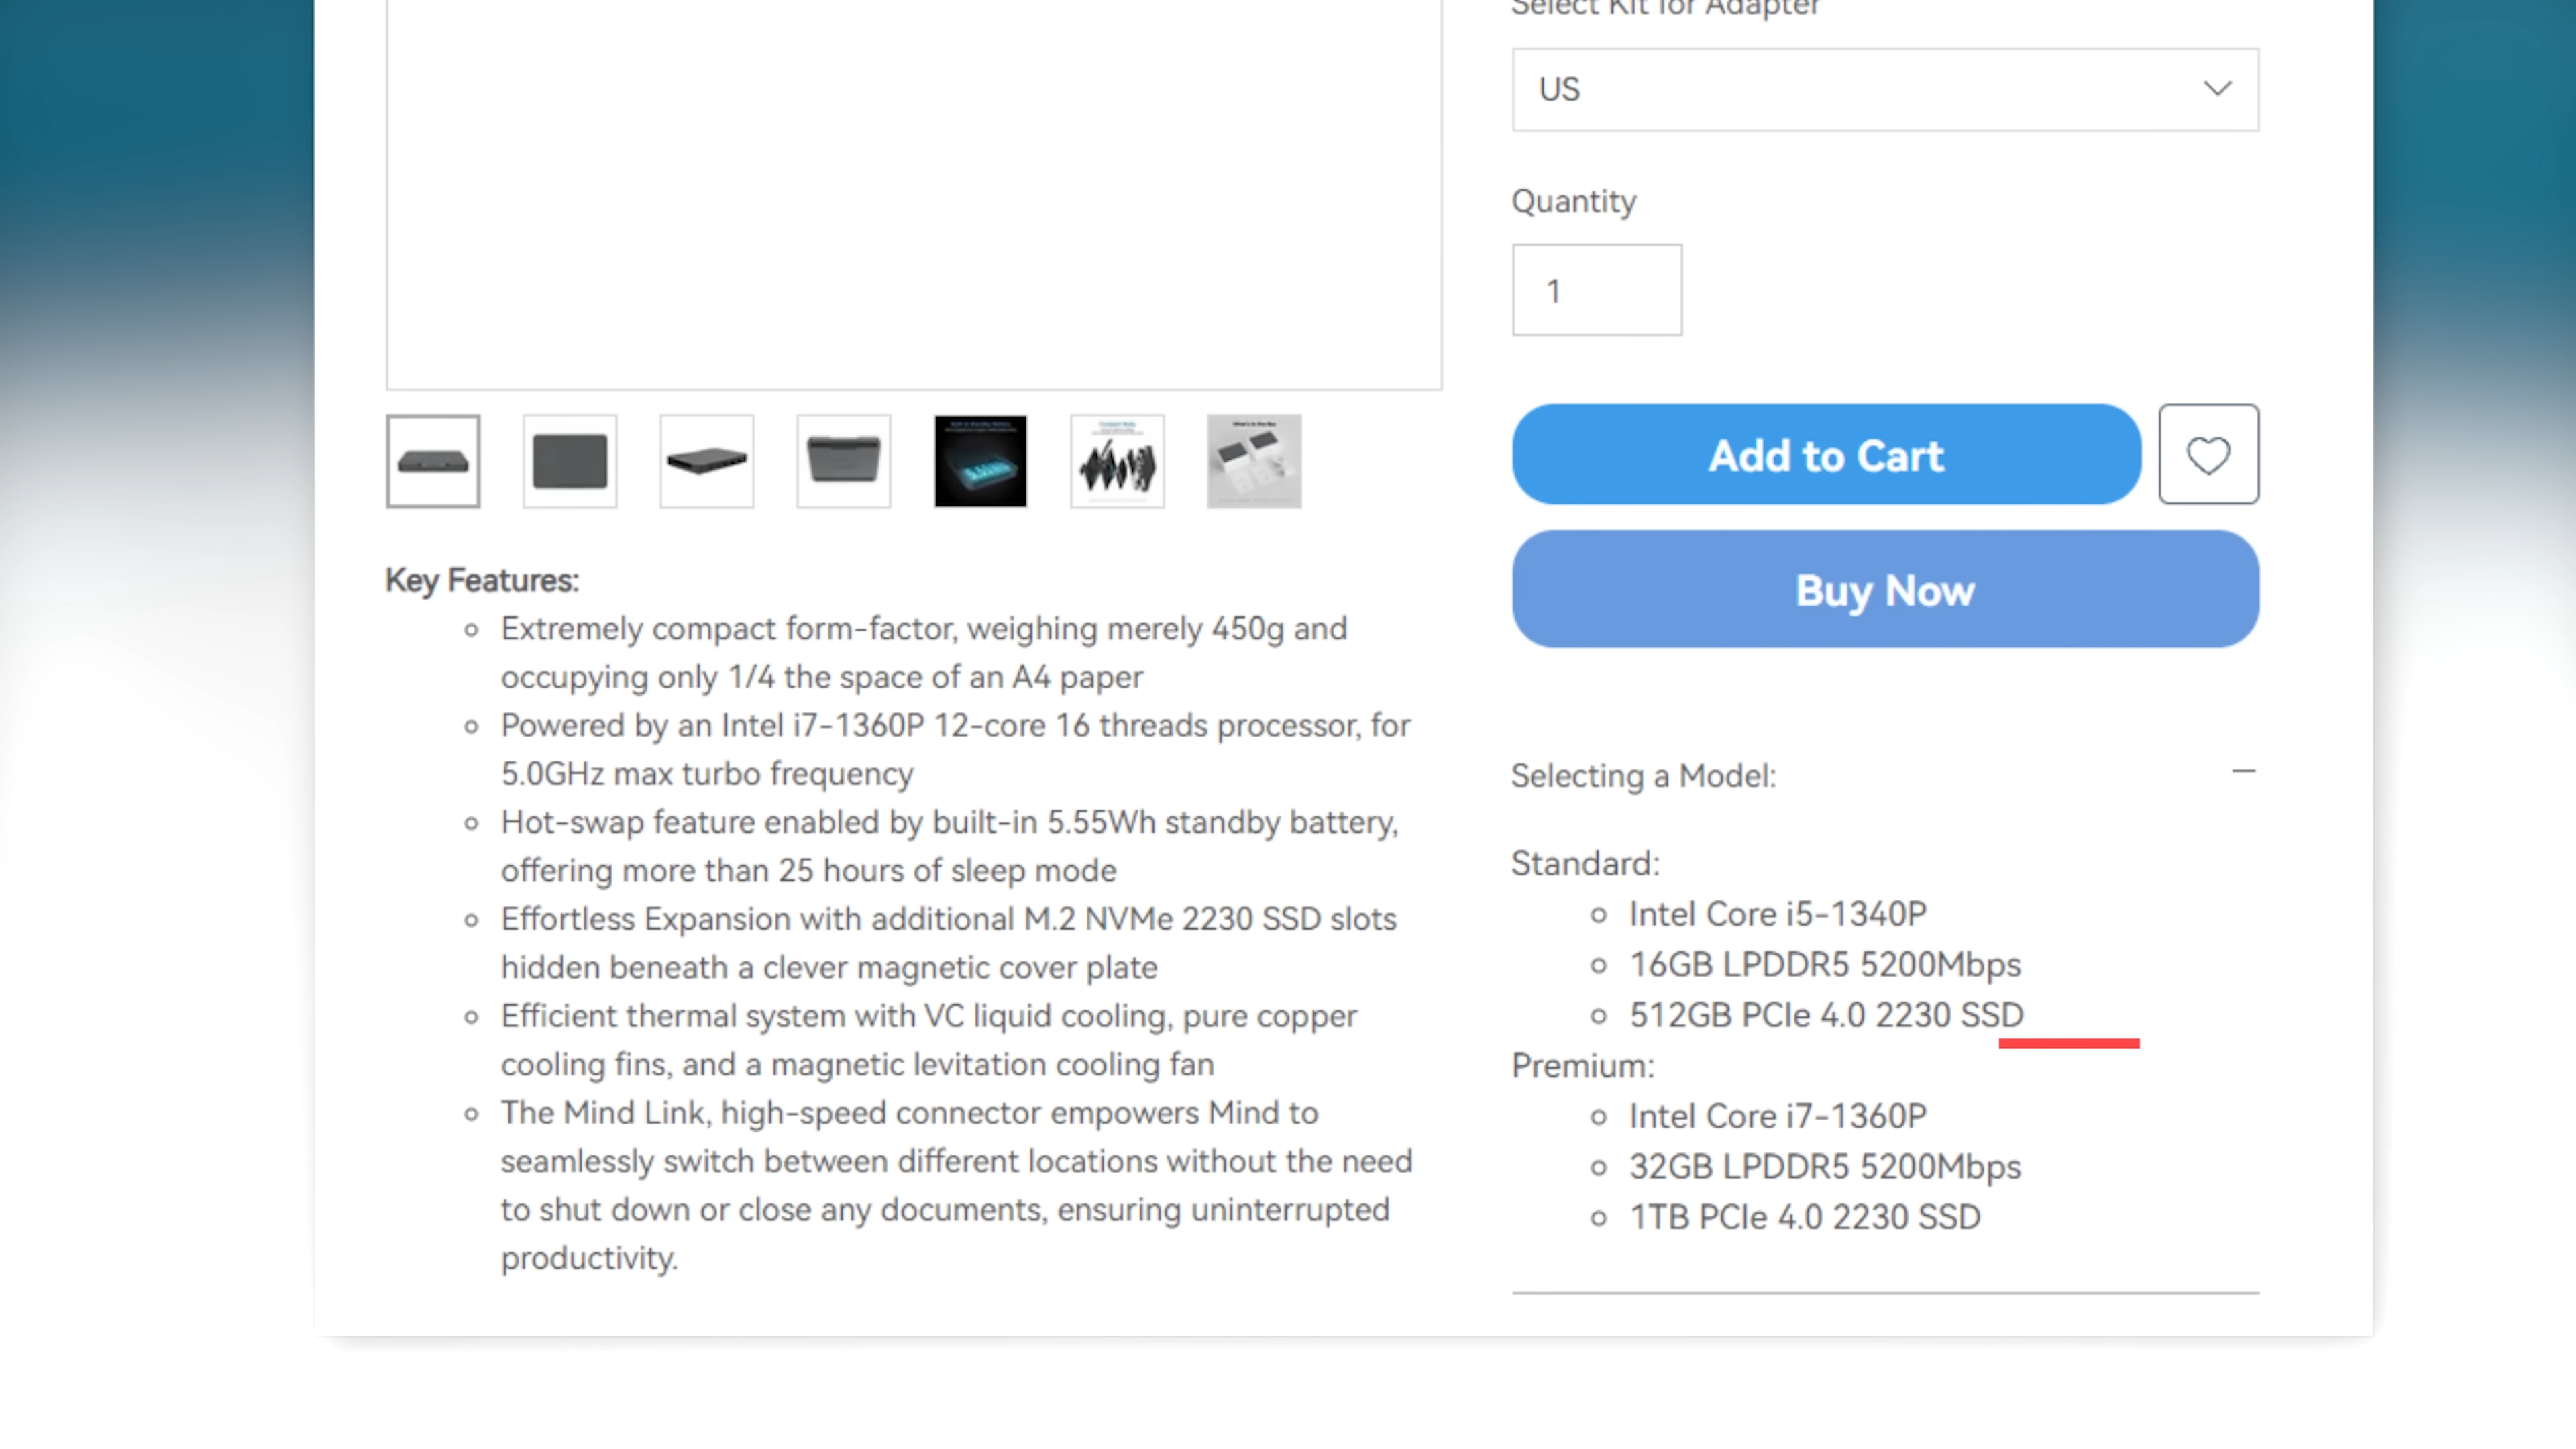 Select Kit for Adapter
US
Quantity
1
Add to Cart
Buy Now
Key Features:
Extremely compact form-factor, weighing merely 450g and
occupying only 1/4 the space of an A4 paper
Powered by an Intel i7-1360P 12-core 16 threads processor, for
5.0GHz max turbo frequency
Hot-swap feature enabled by built-in 5.55Wh standby battery,
offering more than 25 hours of sleep mode
Effortless Expansion with additional M.2 NVMe 2230 SSD slots
hidden beneath a clever magnetic cover plate
Efficient thermal system with VC liquid cooling, pure copper
cooling fins, and a magnetic levitation cooling fan
The Mind Link, high-speed connector empowers Mind to
seamlessly switch between different locations without the need
to shut down or close any documents, ensuring uninterrupted
productivity.
Selecting a Model:
Standard:
Intel Core i5-1340P
16GB LPDDR5 5200Mbps
512GB PCIe 4.0 2230 SSD
Premium:
Intel Core i7-1360P
32GB LPDDR5 5200Mbps
1TB PCIe 4.0 2230 SSD